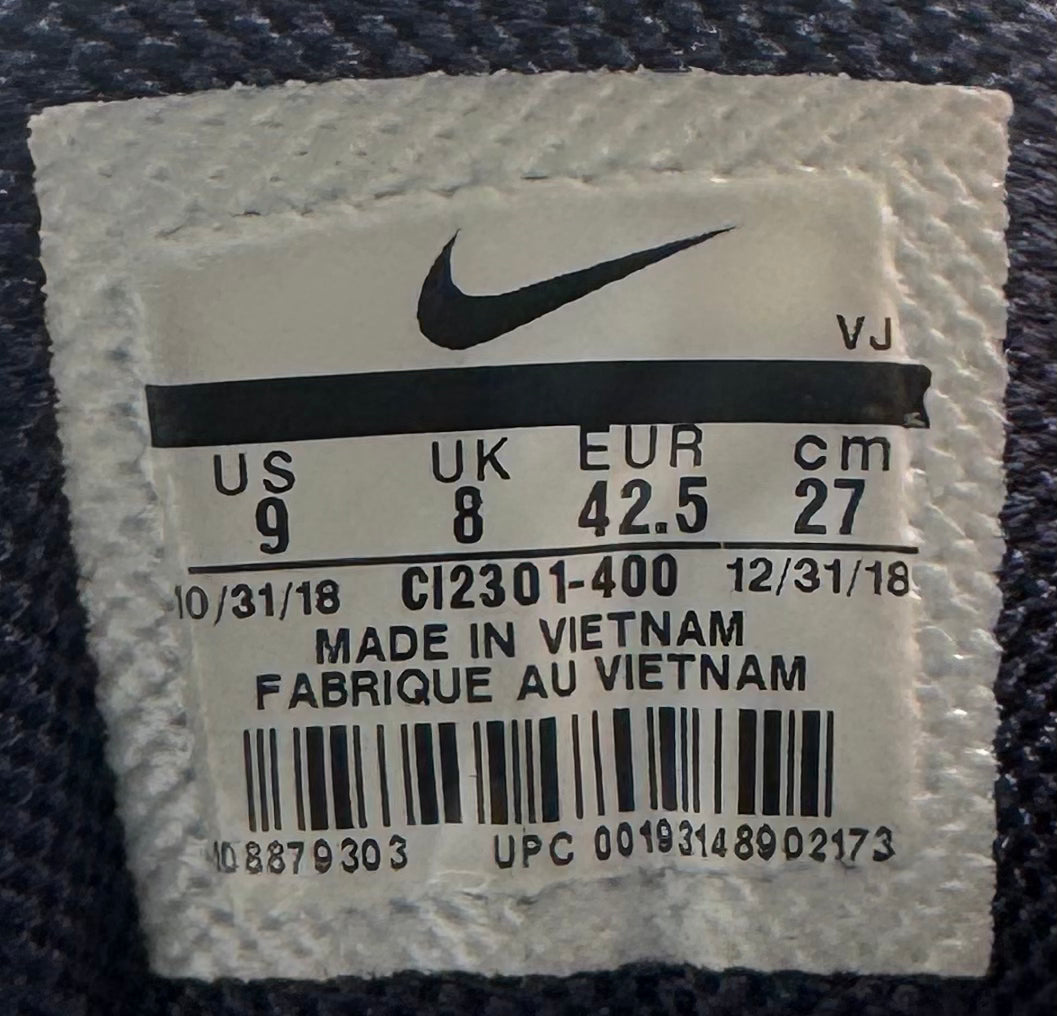 VJ
US UK EUR cm
9 8 42.5 27
10/31/18 CI2301-400 12/31/18
MADE IN VIETNAM
FABRIQUE AU VIETNAM
UPC 00193148902173